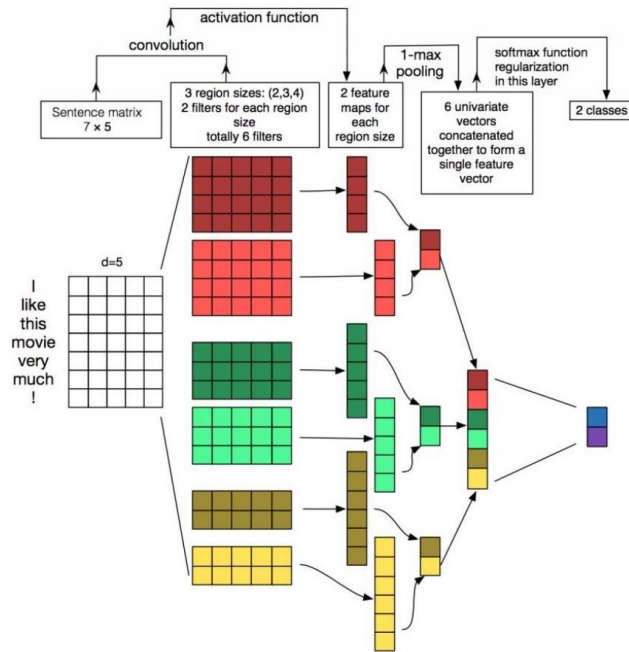 activation function
convolution
1-max
pooling
softmax function
regularization
in this layer
Sentence matrix
7 × 5
3 region sizes: (2,3,4)
2 filters for each region
size
totally 6 filters
2 feature
maps for
each
region size
6 univariate
vectors
concatenated
together to form a
single feature
vector
2 classes
d=5
I
like
this
movie
very
much
!